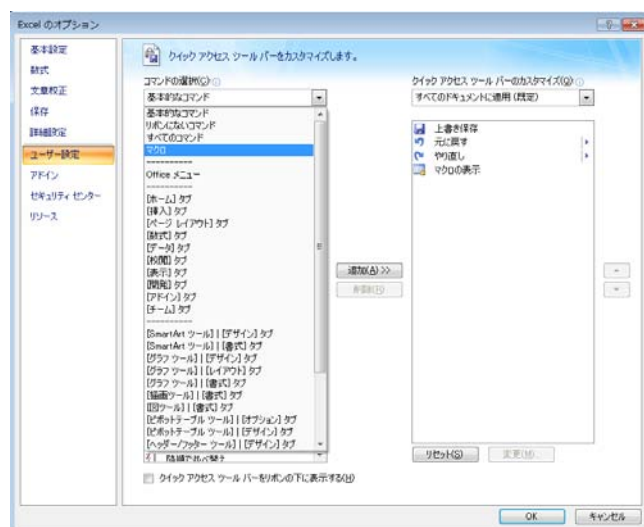 Excel のオプション
基本設定
数式
文章校正
保存
詳細設定
ユーザー設定
アドイン
セキュリティ センター
リソース
クイック アクセス ツール バーをカスタマイズします。
コマンドの選択(C)
基本的なコマンド
基本的なコマンド
リボンにないコマンド
すべてのコマンド
マクロ
----------
Office メニュー
----------
[ホーム] タブ
[挿入] タブ
[ページ レイアウト] タブ
[数式] タブ
[データ] タブ
[校閲] タブ
[表示] タブ
[開発] タブ
[アドイン] タブ
[チーム] タブ
----------
[SmartArt ツール] | [デザイン] タブ
[SmartArt ツール] | [書式] タブ
[グラフ ツール] | [デザイン] タブ
[グラフ ツール] | [レイアウト] タブ
[グラフ ツール] | [書式] タブ
[描画ツール] | [書式] タブ
[図ツール] | [書式] タブ
[ピボットテーブル ツール] | [オプション] タブ
[ピボットテーブル ツール] | [デザイン] タブ
[ヘッダー/フッター ツール] | [デザイン] タブ
降順で並べ替え
クイック アクセス ツール バーをリボンの下に表示する(H)
追加(A) >>
削除(R)
クイック アクセス ツール バーのカスタマイズ(Q)
すべてのドキュメントに適用 (既定)
上書き保存
元に戻す
やり直し
マクロの表示
リセット(S)
変更(M)...
OK
キャンセル